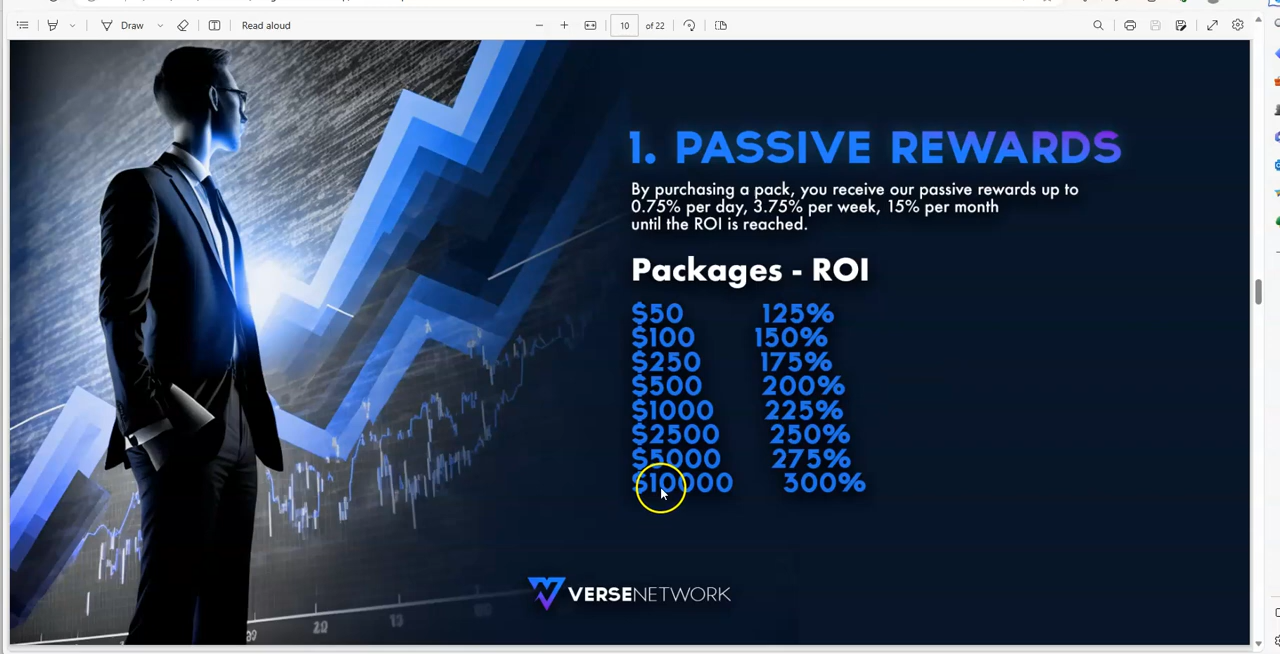 Draw
Read aloud
10 of 22
1. PASSIVE REWARDS
By purchasing a pack, you receive our passive rewards up to
0.75% per day, 3.75% per week, 15% per month
until the ROI is reached.
Packages - ROI
$50 125%
$100 150%
$250 175%
$500 200%
$1000 225%
$2500 250%
$5000 275%
$10000 300%
20
VERSENETWORK